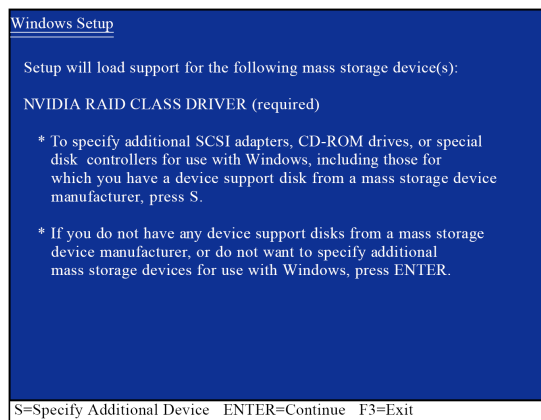 Windows Setup
Setup will load support for the following mass storage device(s):
NVIDIA RAID CLASS DRIVER (required)
* To specify additional SCSI adapters, CD-ROM drives, or special
disk controllers for use with Windows, including those for
which you have a device support disk from a mass storage device
manufacturer, press S.
* If you do not have any device support disks from a mass storage
device manufacturer, or do not want to specify additional
mass storage devices for use with Windows, press ENTER.
S=Specify Additional Device ENTER=Continue F3=Exit